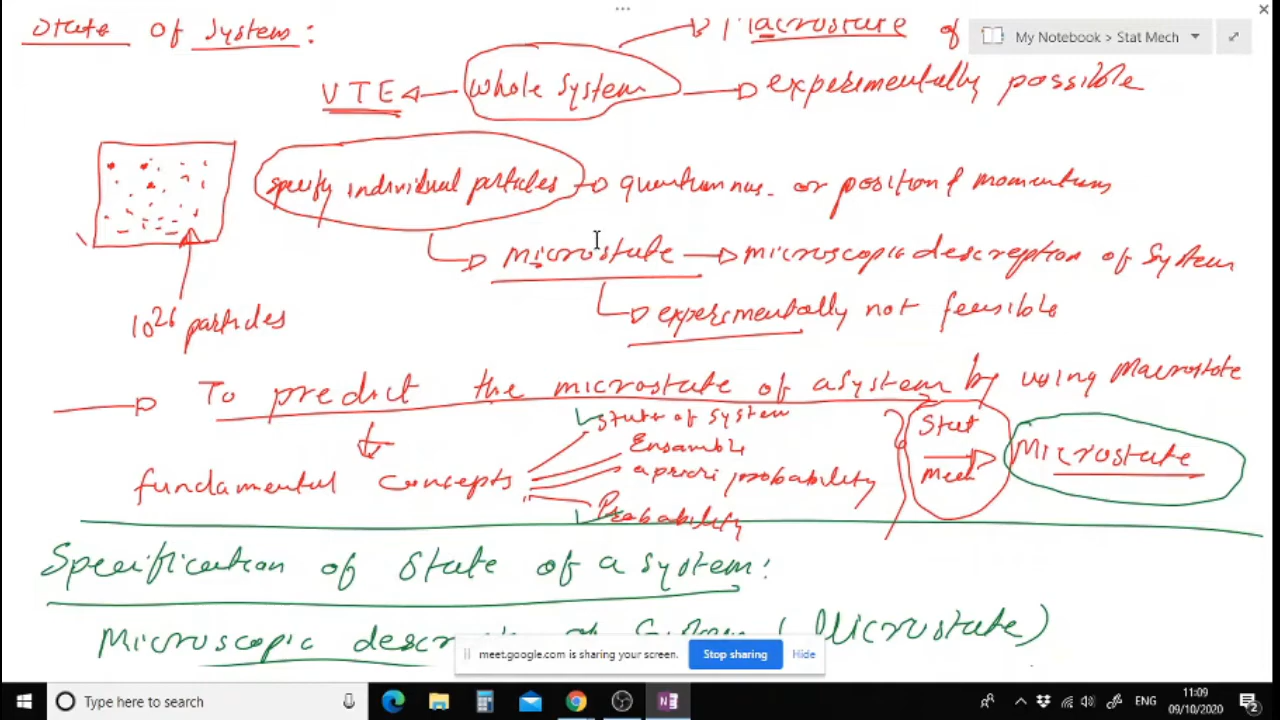 State of System:
Macrostate of
My Notebook > Stat Mech
VTE
whole System
experimentally possible
specify individual particles
quantum nos. or position & momentum
microstate
microscopic description of System
10^26 particles
experimentally not feasible
To predict the microstate of a system by using Macrostate
State of System
Ensamble
a priori probability
Probability
fundamental concepts
Stat
Mech
Microstate
Specification of State of a system:
Microscopic
(Microstate)
meet.google.com is sharing your screen.
Stop sharing
Hide
Type here to search
ENG
11:09
09/10/2020
2